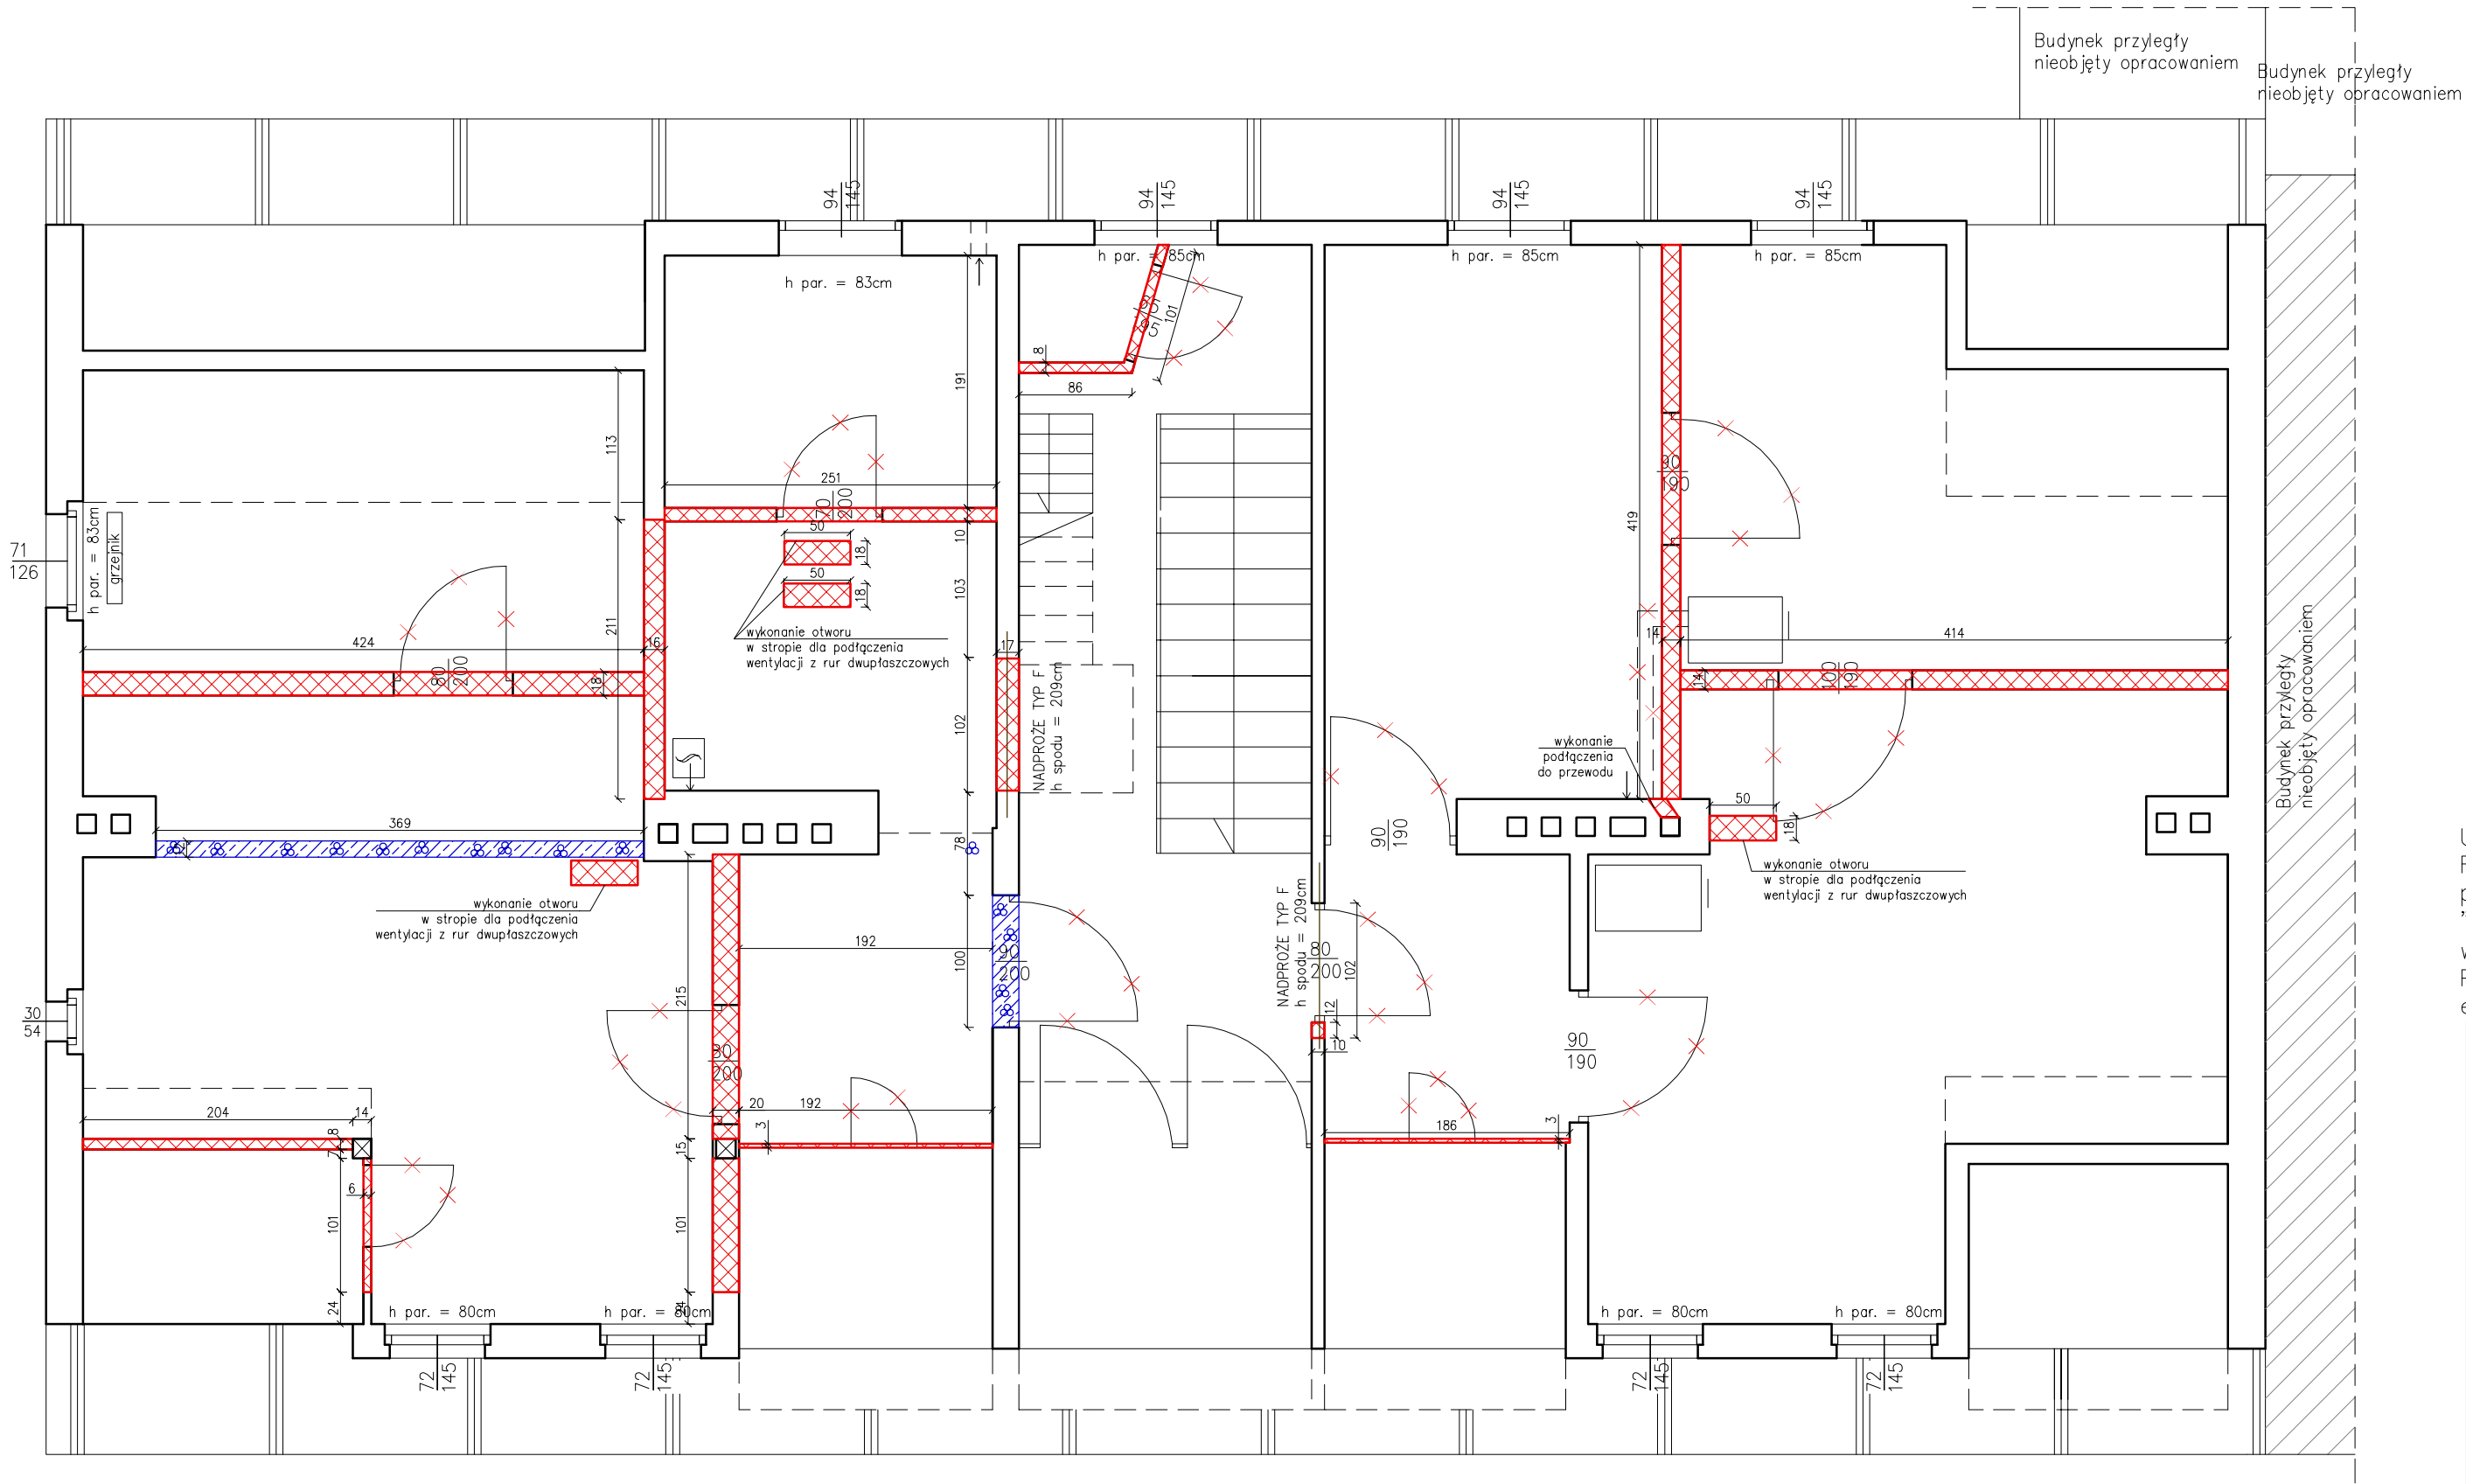 Budynek przyległy
nieobjęty opracowaniem
Budynek przyległy
nieobjęty opracowaniem
94
145
94
145
94
145
94
145
h par. = 83cm
h par. = 85cm
h par. = 85cm
h par. = 85cm
101
8
86
191
113
251
70
200
90
190
419
71
126
h par. = 83cm
grzejnik
50
18
50
18
10
103
211
424
16
80
200
18
wykonanie otworu
w stropie dla podłączenia
wentylacji z rur dwupłaszczowych
17
NADPROŻE TYP F
h spodu = 209cm
102
14
414
14
100
190
Budynek przyległy
nieobjęty opracowaniem
wykonanie
podłączenia
do przewodu
50
18
369
12
78
90
190
wykonanie otworu
w stropie dla podłączenia
wentylacji z rur dwupłaszczowych
wykonanie otworu
w stropie dla podłączenia
wentylacji z rur dwupłaszczowych
192
100
90
200
NADPROŻE TYP F
h spodu = 209cm
80
200
102
12
10
215
30
54
80
200
90
190
204
14
20
192
3
186
3
8
7
15
6
101
101
24
24
h par. = 80cm
h par. = 80cm
h par. = 80cm
h par. = 80cm
72
145
72
145
72
145
72
145